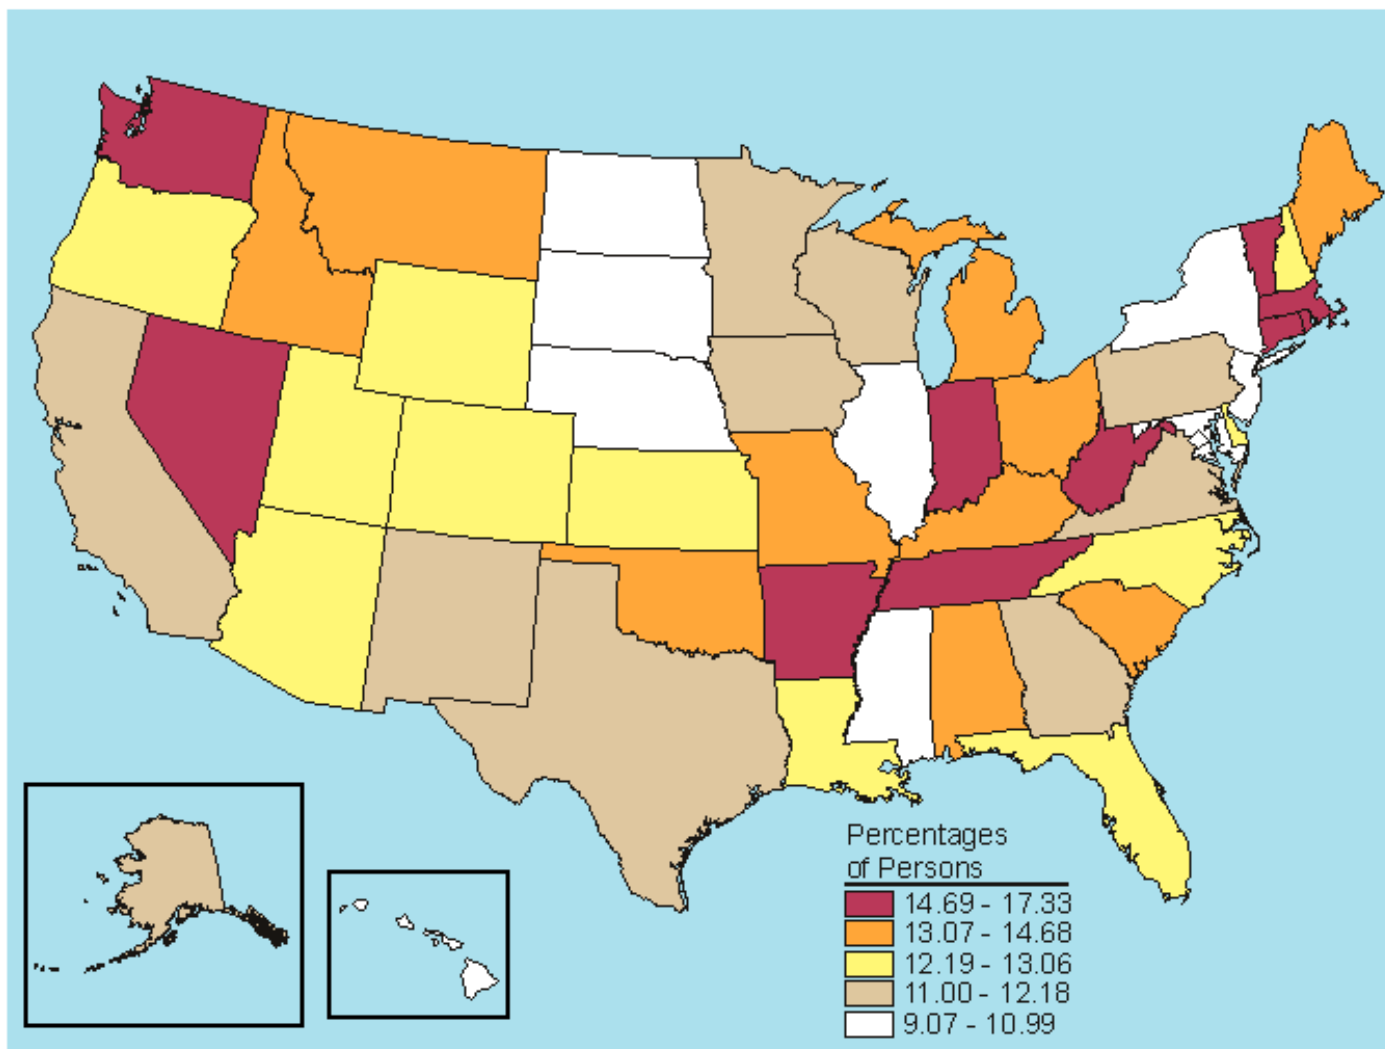 Percentages
of Persons
14.69 - 17.33
13.07 - 14.68
12.19 - 13.06
11.00 - 12.18
9.07 - 10.99